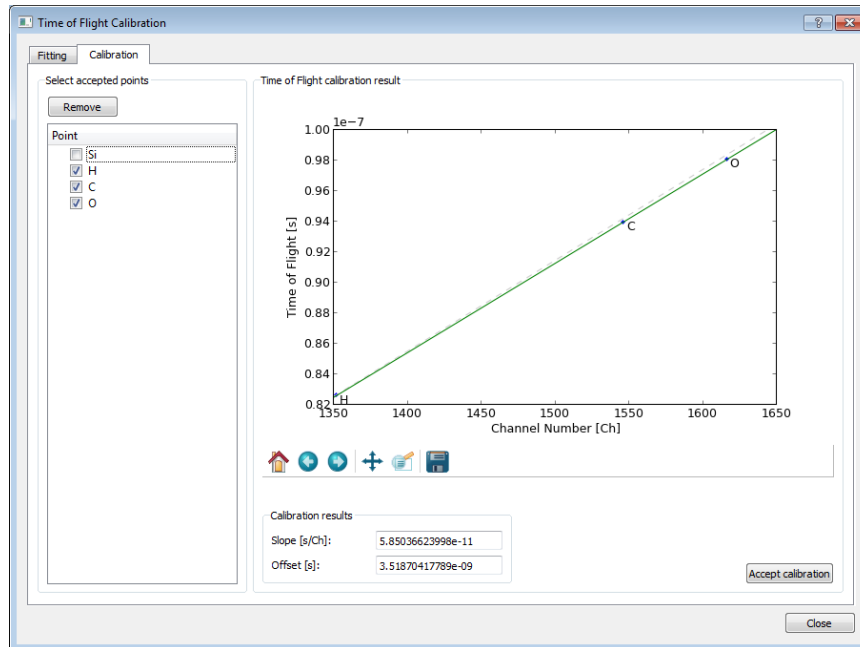 Time of Flight Calibration
?
Fitting
Calibration
Select accepted points
Remove
Point
Si
H
C
O
Time of Flight calibration result
1e−7
1.00
0.98
0.96
0.94
0.92
0.90
0.88
0.86
0.84
0.82
Time of Flight [s]
H
C
O
1350
1400
1450
1500
1550
1600
1650
Channel Number [Ch]
Calibration results
Slope [s/Ch]: 5.85036623998e-11
Offset [s]: 3.51870417789e-09
Accept calibration
Close